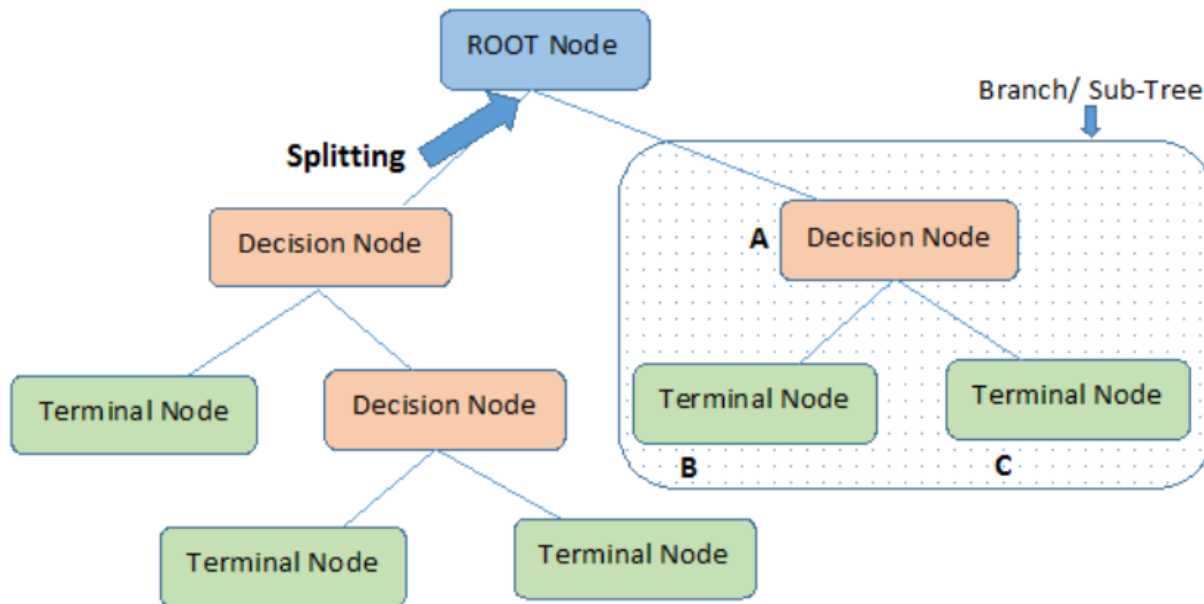 ROOT Node
Branch/ Sub-Tree
Splitting
Decision Node
A Decision Node
Terminal Node
Decision Node
Terminal Node
Terminal Node
B
C
Terminal Node
Terminal Node